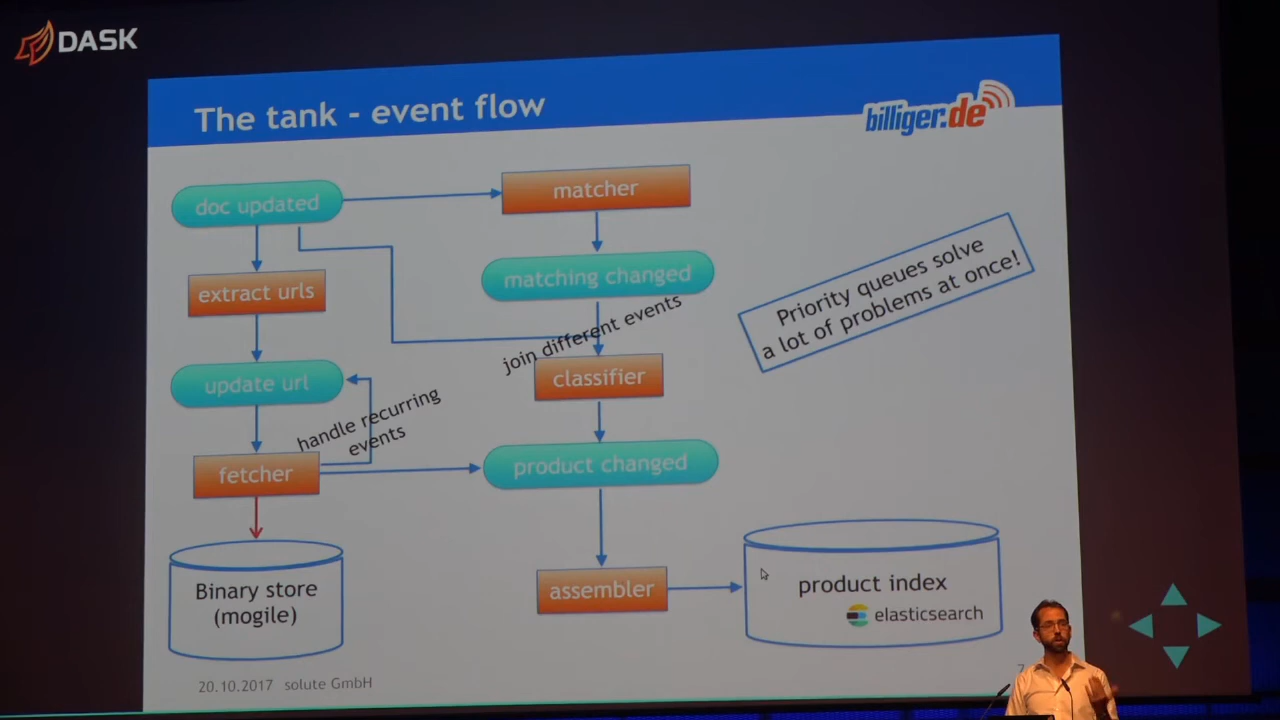 DASK
The tank - event flow
billiger.de
doc updated
matcher
extract urls
matching changed
Priority queues solve
a lot of problems at once!
join different events
update url
classifier
handle recurring
events
fetcher
product changed
Binary store
(mogile)
assembler
product index
elasticsearch
20.10.2017 solute GmbH
7